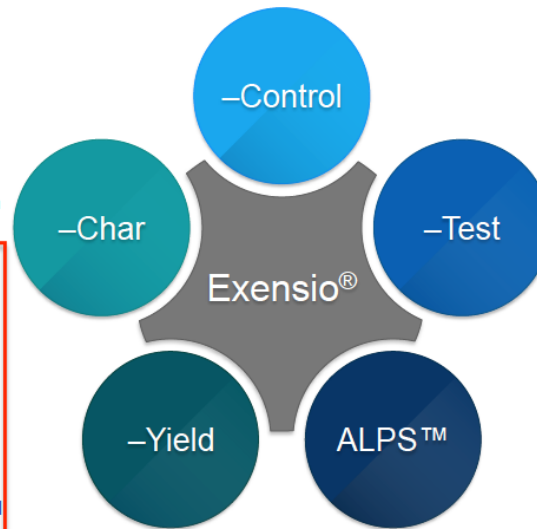 –Control
–Char
–Test
Exensio®
–Yield
ALPS™